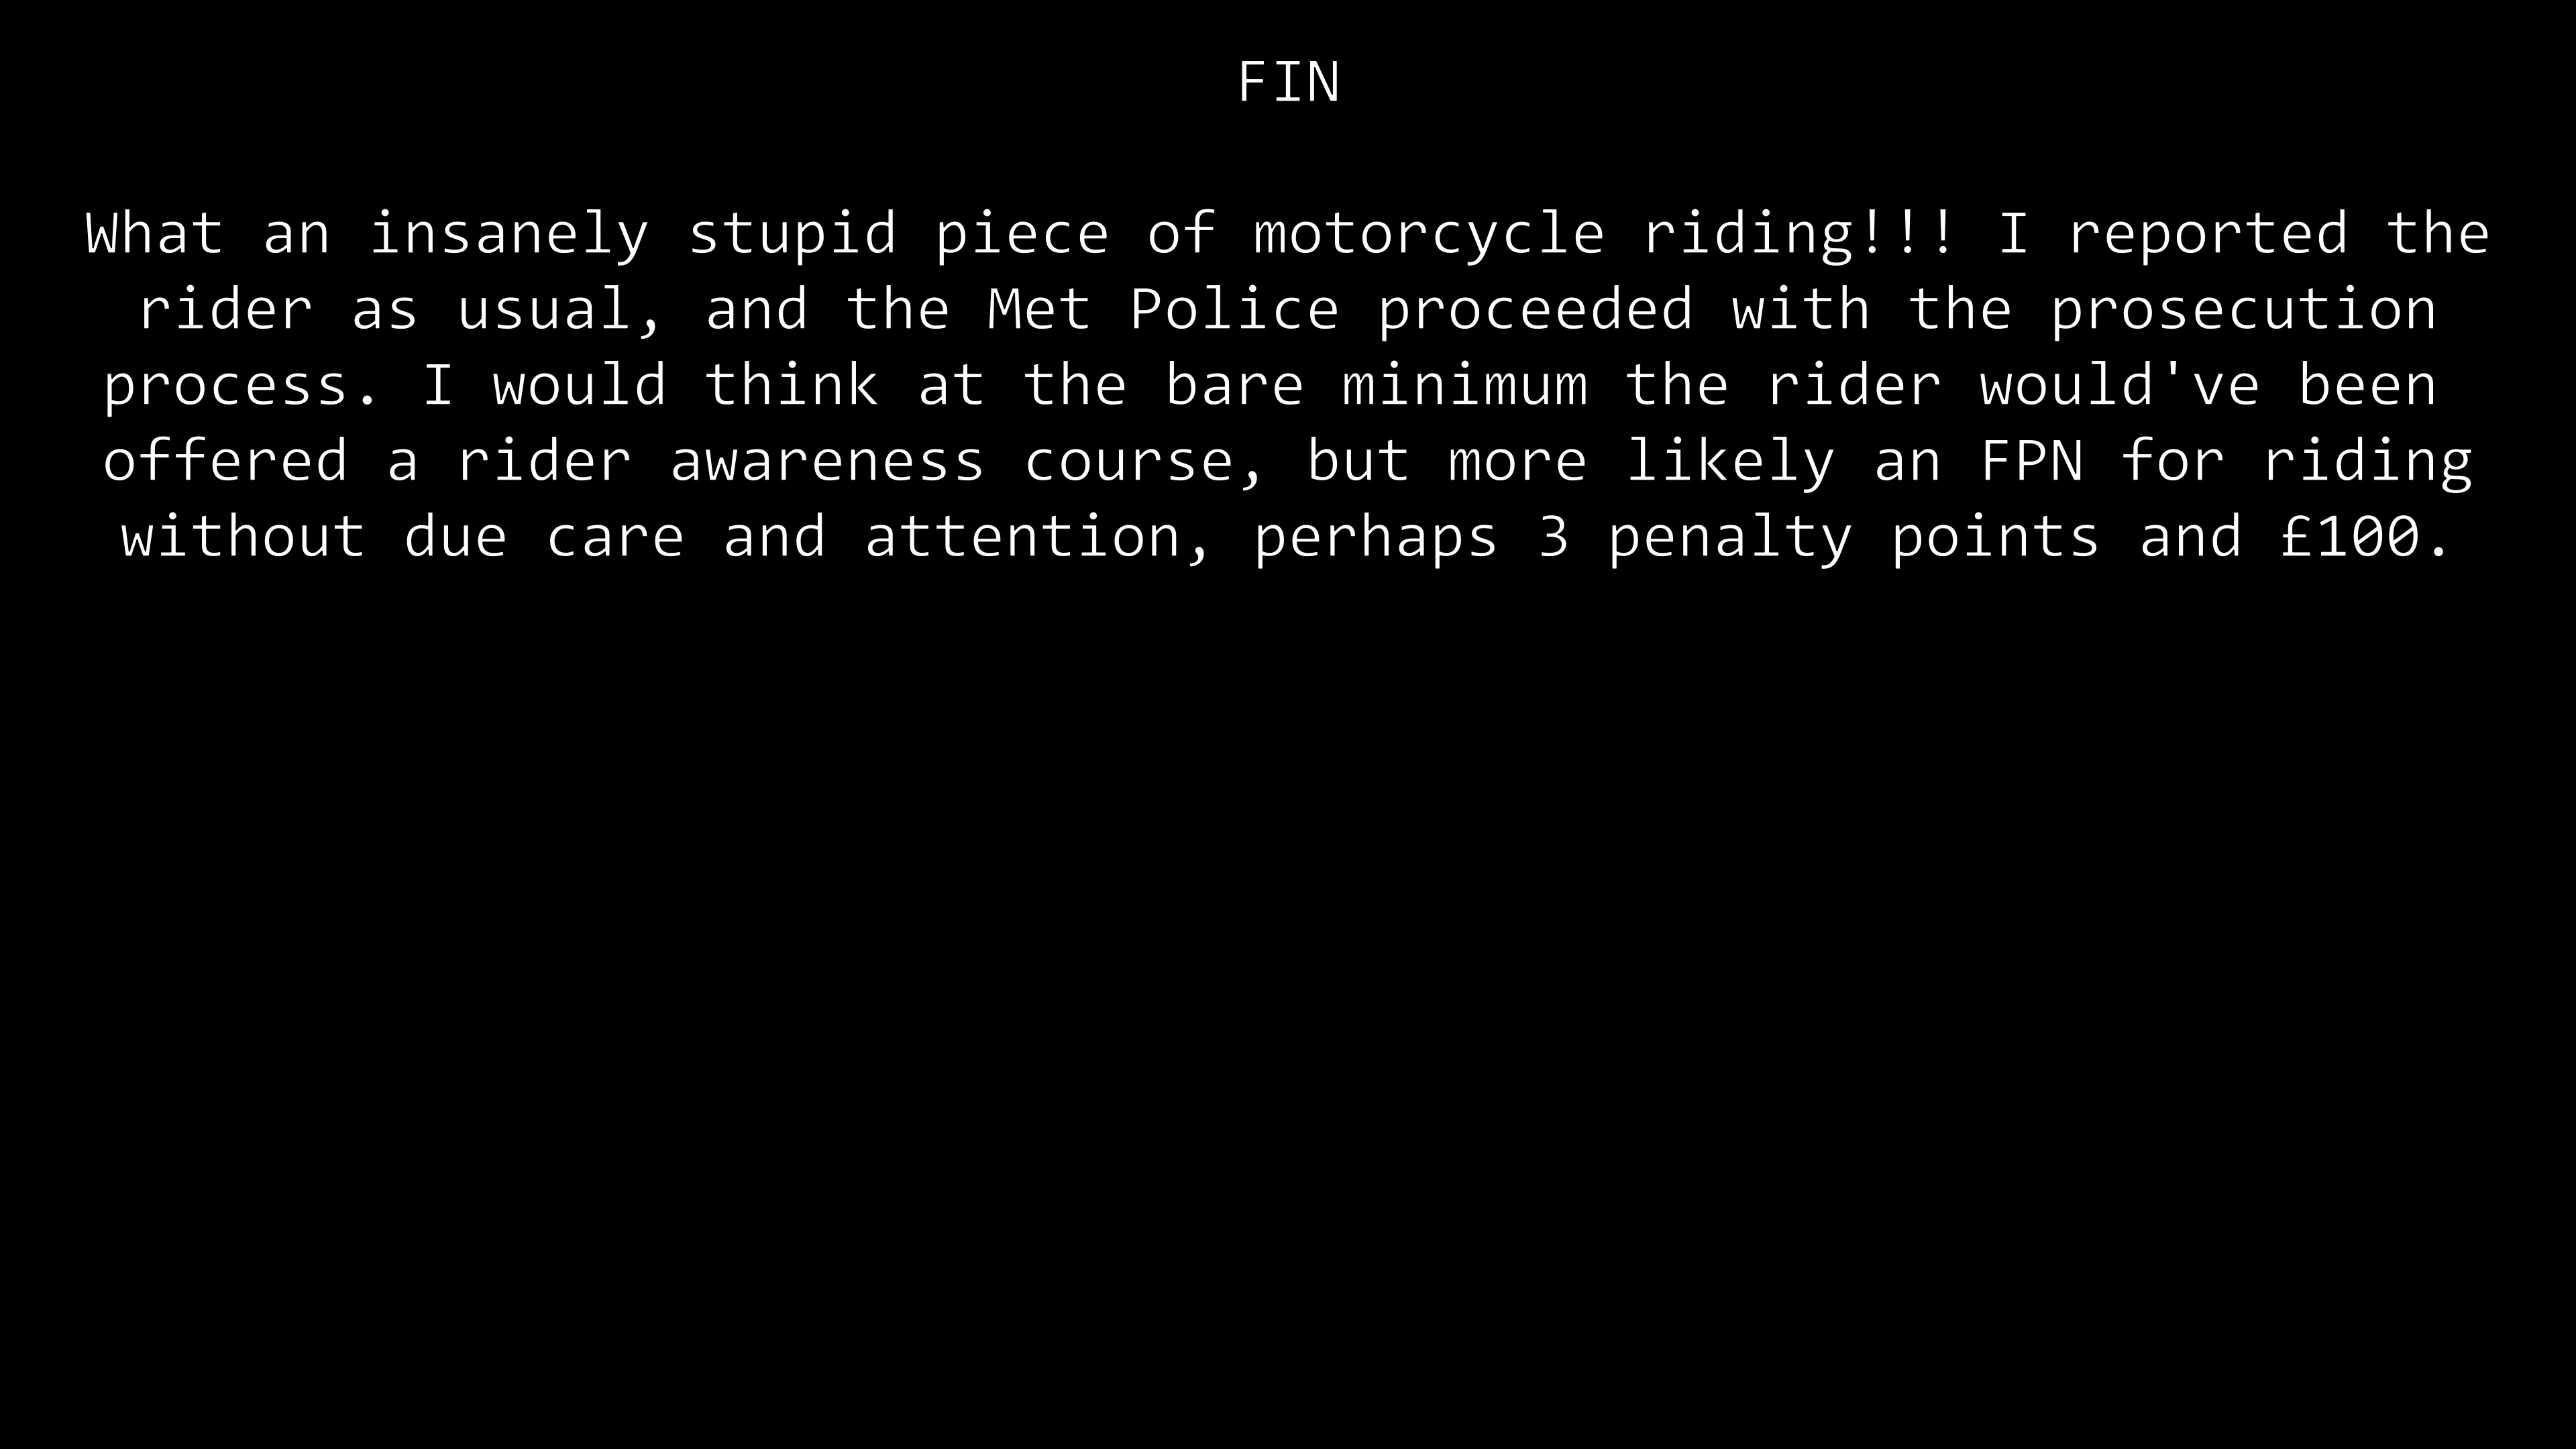 FIN
What an insanely stupid piece of motorcycle riding!!! I reported the
rider as usual, and the Met Police proceeded with the prosecution
process. I would think at the bare minimum the rider would've been
offered a rider awareness course, but more likely an FPN for riding
without due care and attention, perhaps 3 penalty points and £100.